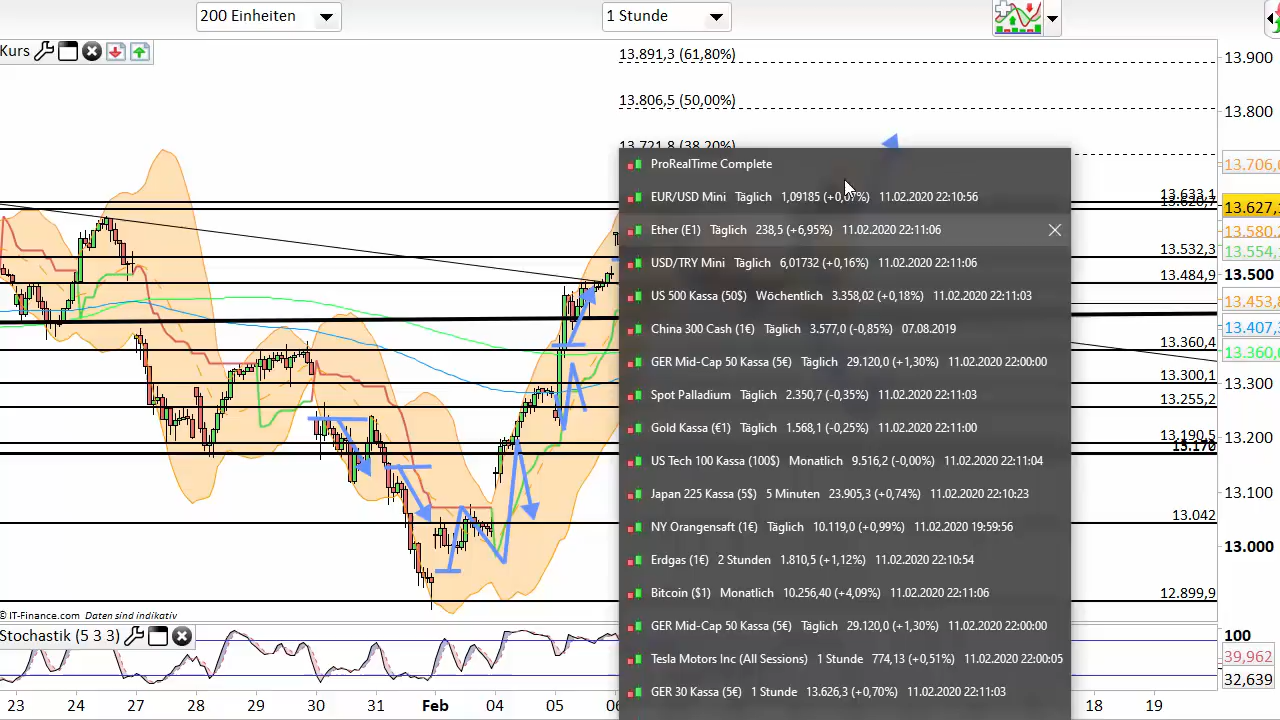 200 Einheiten
1 Stunde
Kurs
13.891,3 (61,80%)
13.806,5 (50,00%)
13.721,8 (38,20%)
ProRealTime Complete
EUR/USD Mini Täglich 1,09185 (+0,07%) 11.02.2020 22:10:56
Ether (E1) Täglich 238,5 (+6,95%) 11.02.2020 22:11:06
USD/TRY Mini Täglich 6,01732 (+0,16%) 11.02.2020 22:11:06
US 500 Kassa (50$) Wöchentlich 3.358,02 (+0,18%) 11.02.2020 22:11:03
China 300 Cash (1€) Täglich 3.577,0 (-0,85%) 07.08.2019
GER Mid-Cap 50 Kassa (5€) Täglich 29.120,0 (+1,30%) 11.02.2020 22:00:00
Spot Palladium Täglich 2.350,7 (-0,35%) 11.02.2020 22:11:03
Gold Kassa (€1) Täglich 1.568,1 (-0,25%) 11.02.2020 22:11:00
US Tech 100 Kassa (100$) Monatlich 9.516,2 (-0,00%) 11.02.2020 22:11:04
Japan 225 Kassa (5$) 5 Minuten 23.905,3 (+0,74%) 11.02.2020 22:10:23
NY Orangensaft (1€) Täglich 10.119,0 (+0,99%) 11.02.2020 19:59:56
Erdgas (1€) 2 Stunden 1.810,5 (+1,12%) 11.02.2020 22:10:54
Bitcoin ($1) Monatlich 10.256,40 (+4,09%) 11.02.2020 22:11:06
GER Mid-Cap 50 Kassa (5€) Täglich 29.120,0 (+1,30%) 11.02.2020 22:00:00
Tesla Motors Inc (All Sessions) 1 Stunde 774,13 (+0,51%) 11.02.2020 22:00:05
GER 30 Kassa (5€) 1 Stunde 13.626,3 (+0,70%) 11.02.2020 22:11:03
13.633,1
13.532,3
13.484,9
13.360,4
13.300,1
13.255,2
13.190,5
13.042
12.899,9
13.900
13.800
13.706,
13.627,
13.580,
13.554,
13.500
13.453,
13.407,
13.360,
13.300
13.200
13.100
13.000
© IT-Finance.com Daten sind indikativ
Stochastik (5 3 3)
100
39,962
32,639
23 24 26 27 28 29 30 31 Feb 04 05 06 18 19